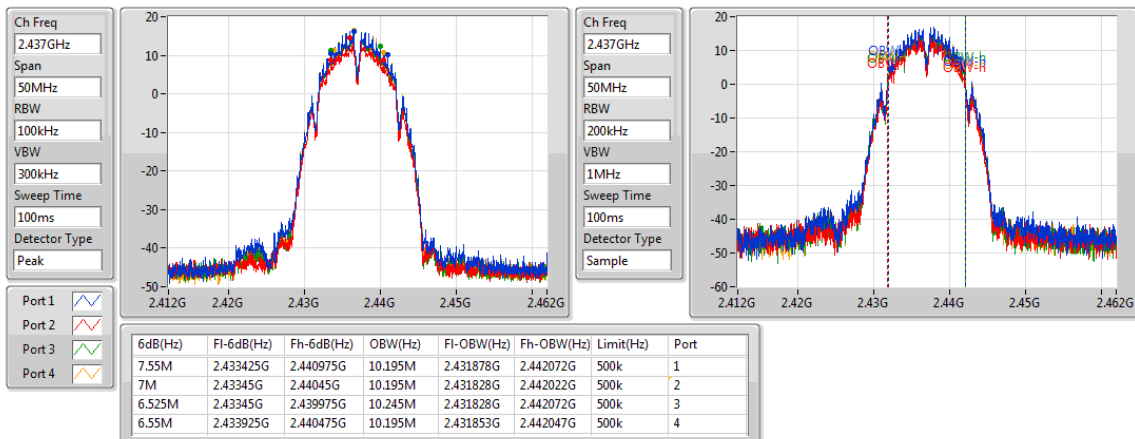 Ch Freq
2.437GHz
Span
50MHz
RBW
100kHz
VBW
300kHz
Sweep Time
100ms
Detector Type
Peak
20
10
0
-10
-20
-30
-40
-50
2.412G 2.42G 2.43G 2.44G 2.45G 2.462G
Ch Freq
2.437GHz
Span
50MHz
RBW
200kHz
VBW
1MHz
Sweep Time
100ms
Detector Type
Sample
20
10
0
-10
-20
-30
-40
-50
-60
2.412G 2.42G 2.43G 2.44G 2.45G 2.462G
Port 1
Port 2
Port 3
Port 4
6dB(Hz) Fl-6dB(Hz) Fh-6dB(Hz) OBW(Hz) Fl-OBW(Hz) Fh-OBW(Hz) Limit(Hz) Port
7.55M 2.433425G 2.440975G 10.195M 2.431878G 2.442072G 500k 1
7M 2.43345G 2.44045G 10.195M 2.431828G 2.442022G 500k 2
6.525M 2.43345G 2.439975G 10.245M 2.431828G 2.442072G 500k 3
6.55M 2.433925G 2.440475G 10.195M 2.431853G 2.442047G 500k 4